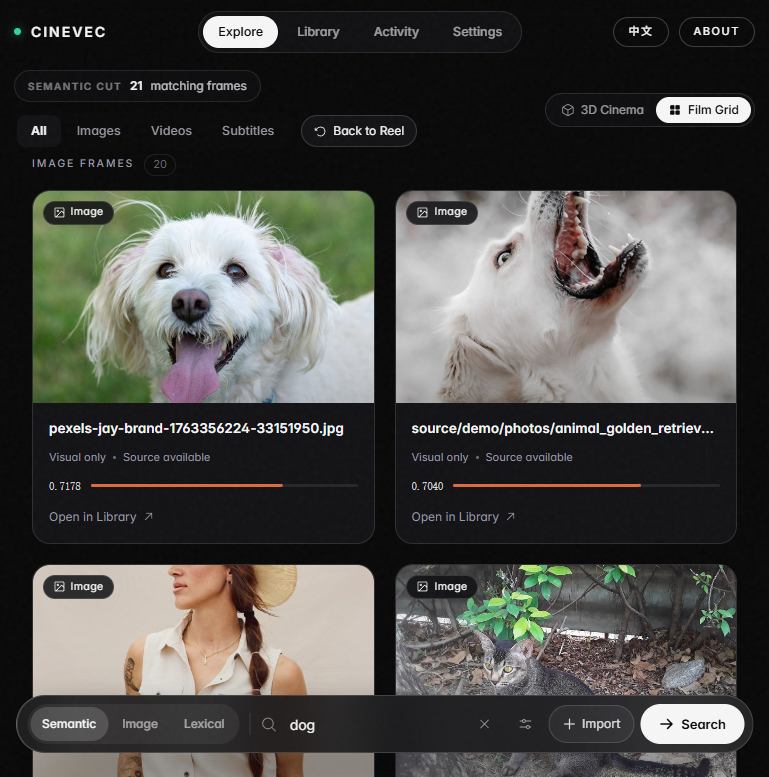 CINEVEC
Explore Library Activity Settings
中文 ABOUT
SEMANTIC CUT 21 matching frames
3D Cinema Film Grid
All Images Videos Subtitles Back to Reel
IMAGE FRAMES 20
Image
Image
pexels-jay-brand-1763356224-33151950.jpg
source/demo/photos/animal_golden_retriev...
Visual only • Source available
Visual only • Source available
0.7178
0.7040
Open in Library ↗
Open in Library ↗
Image
Image
Semantic Image Lexical dog Import Search